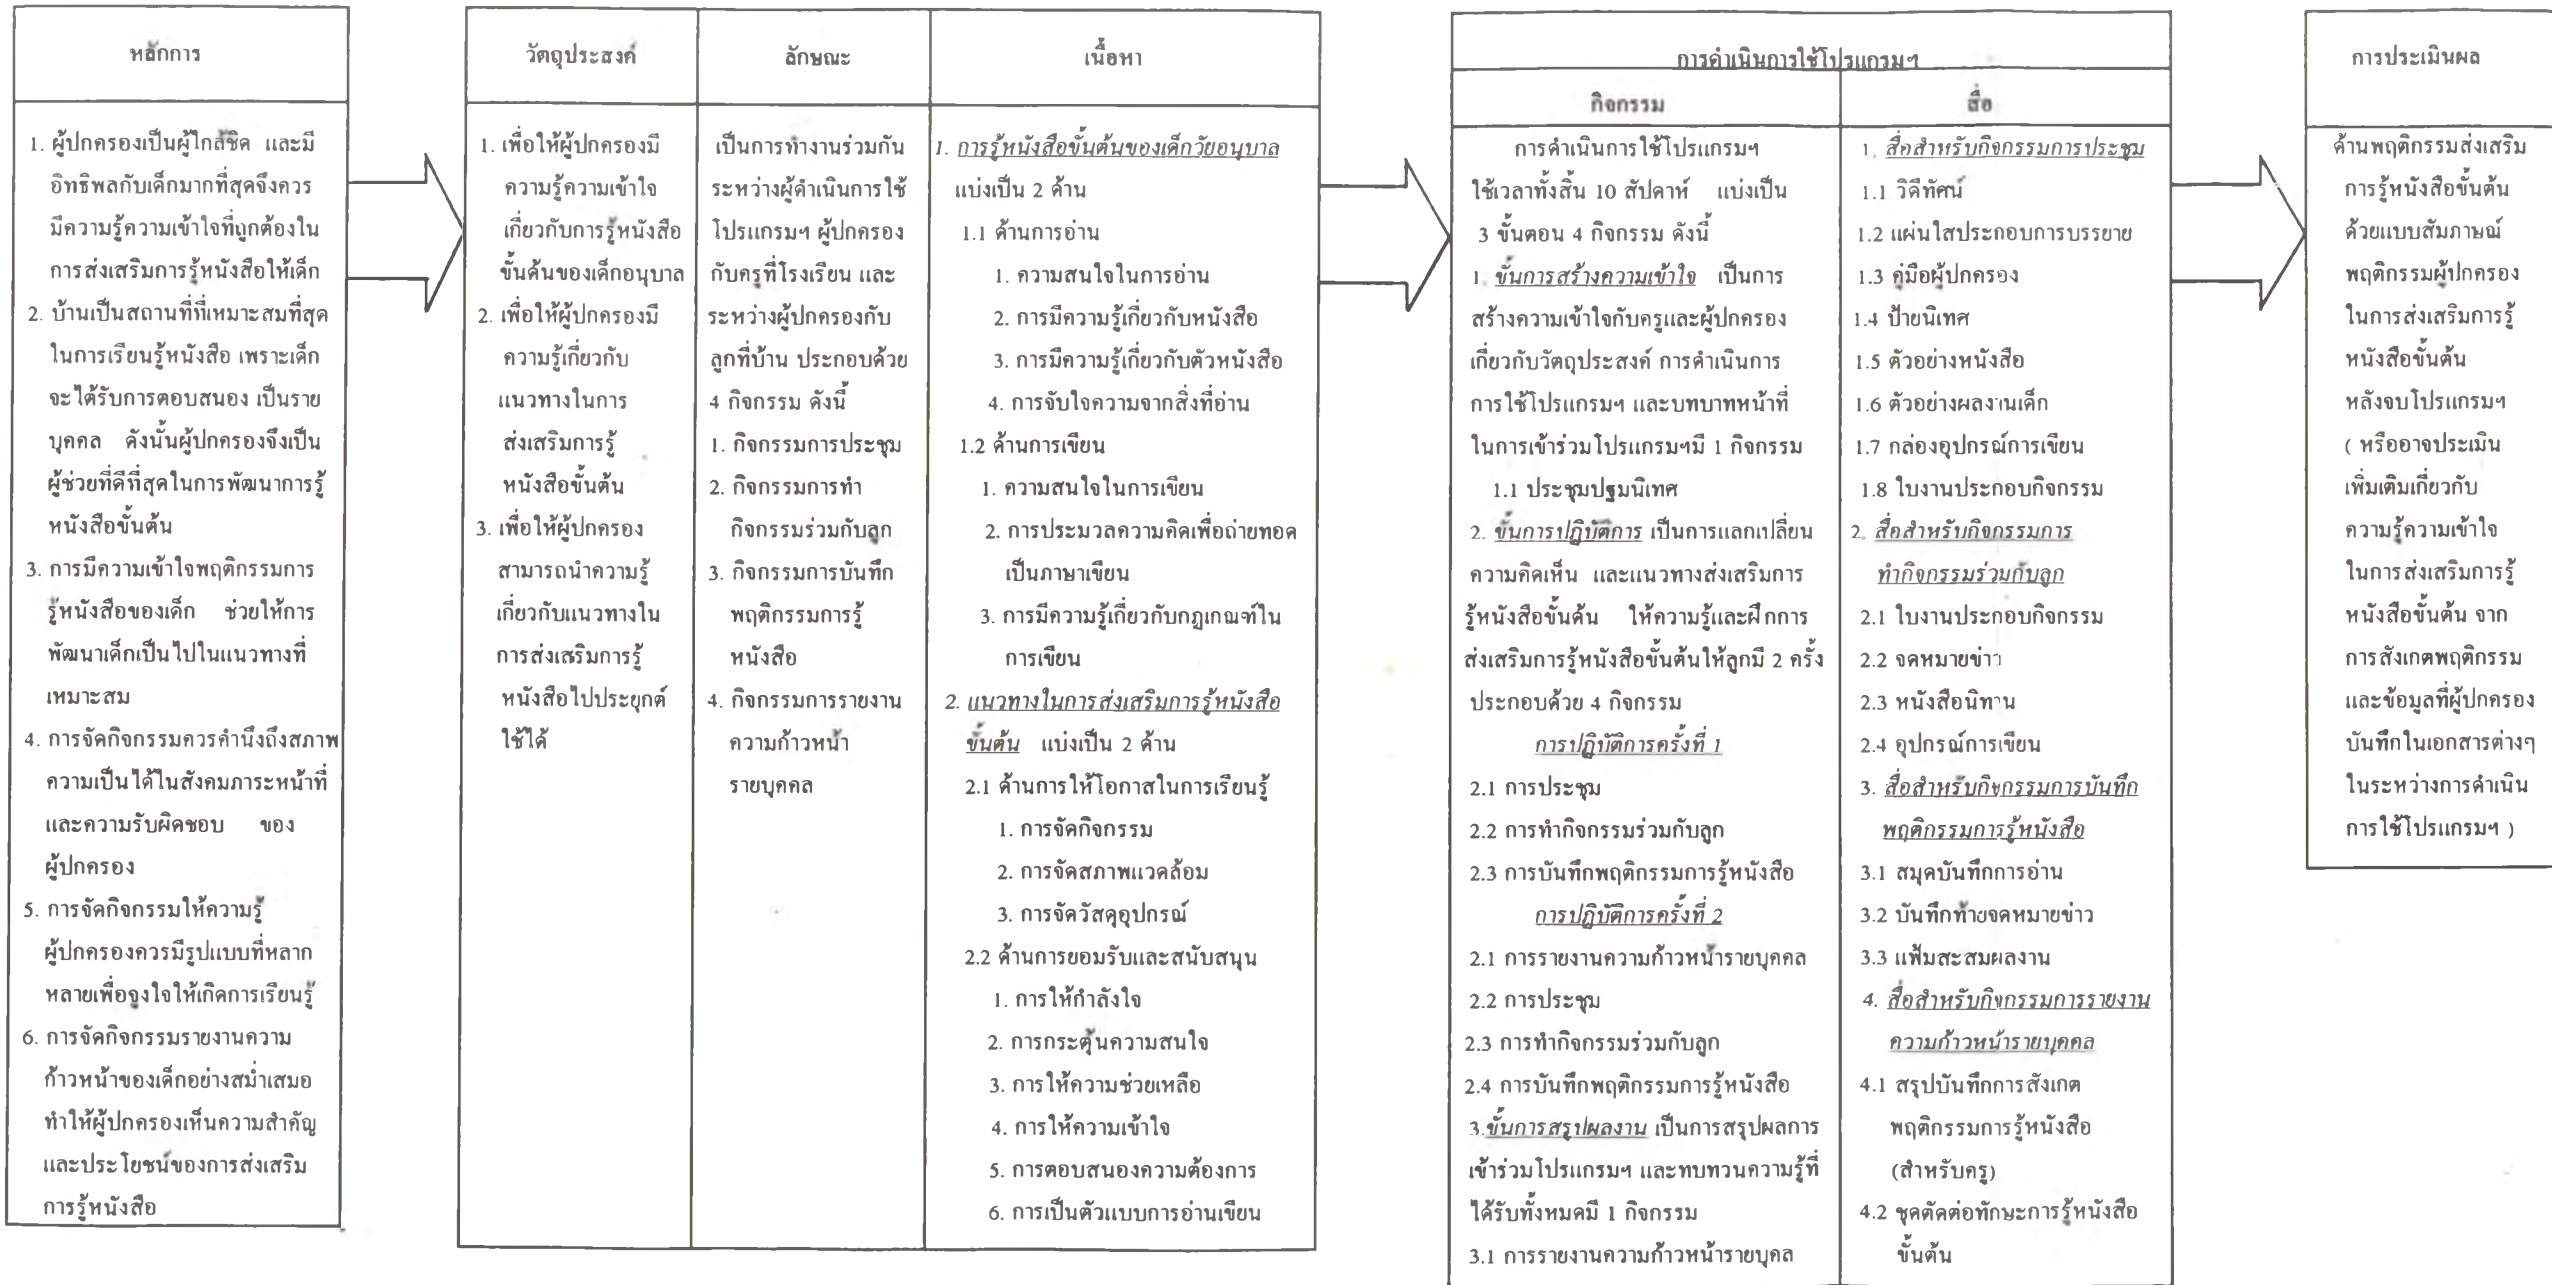 หลักการ
1. ผู้ปกครองเป็นผู้ใกล้ชิด และมี
อิทธิพลกับเด็กมากที่สุดจึงควร
มีความรู้ความเข้าใจที่ถูกต้องใน
การส่งเสริมการรู้หนังสือให้เด็ก
2. บ้านเป็นสถานที่ที่เหมาะสมที่สุด
ในการเรียนรู้หนังสือ เพราะเด็ก
จะได้รับการตอบสนอง เป็นราย
บุคคล ดังนั้นผู้ปกครองจึงเป็น
ผู้ช่วยที่ดีที่สุดในการพัฒนาการรู้
หนังสือขั้นต้น
3. การมีความเข้าใจพฤติกรรมการ
รู้หนังสือของเด็ก ช่วยให้การ
พัฒนาเด็กเป็นไปในแนวทางที่
เหมาะสม
4. การจัดกิจกรรมควรคำนึงถึงสภาพ
ความเป็นได้ในสังคมภาระหน้าที่
และความรับผิดชอบ ของ
ผู้ปกครอง
5. การจัดกิจกรรมให้ความรู้
ผู้ปกครองควรมีรูปแบบที่หลาก
หลายเพื่อจูงใจให้เกิดการเรียนรู้
6. การจัดกิจกรรมรายงานความ
ก้าวหน้าของเด็กอย่างสม่ำเสมอ
ทำให้ผู้ปกครองเห็นความสำคัญ
และประโยชน์ของการส่งเสริม
การรู้หนังสือ
วัตถุประสงค์
1. เพื่อให้ผู้ปกครองมี
ความรู้ความเข้าใจ
เกี่ยวกับการรู้หนังสือ
ขั้นต้นของเด็กอนุบาล
2. เพื่อให้ผู้ปกครองมี
ความรู้เกี่ยวกับ
แนวทางในการ
ส่งเสริมการรู้
หนังสือขั้นต้น
3. เพื่อให้ผู้ปกครอง
สามารถนำความรู้
เกี่ยวกับแนวทางใน
การส่งเสริมการรู้
หนังสือไปประยุกต์
ใช้ได้
ลักษณะ
เป็นการทำงานร่วมกัน
ระหว่างผู้ดำเนินการใช้
โปรแกรมฯ ผู้ปกครอง
กับครูที่โรงเรียน และ
ระหว่างผู้ปกครองกับ
ลูกที่บ้าน ประกอบด้วย
4 กิจกรรม ดังนี้
1. กิจกรรมการประชุม
2. กิจกรรมการทำ
กิจกรรมร่วมกับลูก
3. กิจกรรมการบันทึก
พฤติกรรมการรู้
หนังสือ
4. กิจกรรมการรายงาน
ความก้าวหน้า
รายบุคคล
เนื้อหา
1. การรู้หนังสือขั้นต้นของเด็กวัยอนุบาล
แบ่งเป็น 2 ด้าน
1.1 ด้านการอ่าน
1. ความสนใจในการอ่าน
2. การมีความรู้เกี่ยวกับหนังสือ
3. การมีความรู้เกี่ยวกับตัวหนังสือ
4. การจับใจความจากสิ่งที่อ่าน
1.2 ด้านการเขียน
1. ความสนใจในการเขียน
2. การประมวลความคิดเพื่อถ่ายทอด
เป็นภาษาเขียน
3. การมีความรู้เกี่ยวกับกฎเกณฑ์ใน
การเขียน
2. แนวทางในการส่งเสริมการรู้หนังสือ
ขั้นต้น แบ่งเป็น 2 ด้าน
2.1 ด้านการให้โอกาสในการเรียนรู้
1. การจัดกิจกรรม
2. การจัดสภาพแวดล้อม
3. การจัดวัสดุอุปกรณ์
2.2 ด้านการยอมรับและสนับสนุน
1. การให้กำลังใจ
2. การกระตุ้นความสนใจ
3. การให้ความช่วยเหลือ
4. การให้ความเข้าใจ
5. การตอบสนองความต้องการ
6. การเป็นตัวแบบการอ่านเขียน
การดำเนินการใช้โปรแกรมฯ
กิจกรรม
การดำเนินการใช้โปรแกรมฯ
ใช้เวลาทั้งสิ้น 10 สัปดาห์ แบ่งเป็น
3 ขั้นตอน 4 กิจกรรม ดังนี้
1. ขั้นการสร้างความเข้าใจ เป็นการ
สร้างความเข้าใจกับครูและผู้ปกครอง
เกี่ยวกับวัตถุประสงค์ การดำเนินการ
การใช้โปรแกรมฯ และบทบาทหน้าที่
ในการเข้าร่วมโปรแกรมฯมี 1 กิจกรรม
1.1 ประชุมปฐมนิเทศ
2. ขั้นการปฏิบัติการ เป็นการแลกเปลี่ยน
ความคิดเห็น และแนวทางส่งเสริมการ
รู้หนังสือขั้นต้น ให้ความรู้และฝึกการ
ส่งเสริมการรู้หนังสือขั้นต้นให้ลูกมี 2 ครั้ง
ประกอบด้วย 4 กิจกรรม
การปฏิบัติการครั้งที่ 1
2.1 การประชุม
2.2 การทำกิจกรรมร่วมกับลูก
2.3 การบันทึกพฤติกรรมการรู้หนังสือ
การปฏิบัติการครั้งที่ 2
2.1 การรายงานความก้าวหน้ารายบุคคล
2.2 การประชุม
2.3 การทำกิจกรรมร่วมกับลูก
2.4 การบันทึกพฤติกรรมการรู้หนังสือ
3.ขั้นการสรุปผลงาน เป็นการสรุปผลการ
เข้าร่วมโปรแกรมฯ และทบทวนความรู้ที่
ได้รับทั้งหมดมี 1 กิจกรรม
3.1 การรายงานความก้าวหน้ารายบุคล
สื่อ
1. สื่อสำหรับกิจกรรมการประชุม
1.1 วิดีทัศน์
1.2 แผ่นใสประกอบการบรรยาย
1.3 คู่มือผู้ปกครอง
1.4 ป้ายนิเทศ
1.5 ตัวอย่างหนังสือ
1.6 ตัวอย่างผลงานเด็ก
1.7 กล่องอุปกรณ์การเขียน
1.8 ใบงานประกอบกิจกรรม
2. สื่อสำหรับกิจกรรมการ
ทำกิจกรรมร่วมกับลูก
2.1 ใบงานประกอบกิจกรรม
2.2 จดหมายข่าว
2.3 หนังสือนิทาน
2.4 อุปกรณ์การเขียน
3. สื่อสำหรับกิจกรรมการบันทึก
พฤติกรรมการรู้หนังสือ
3.1 สมุดบันทึกการอ่าน
3.2 บันทึกท้ายจดหมายข่าว
3.3 แฟ้มสะสมผลงาน
4. สื่อสำหรับกิจกรรมการรายงาน
ความก้าวหน้ารายบุคคล
4.1 สรุปบันทึกการสังเกต
พฤติกรรมการรู้หนังสือ
(สำหรับครู)
4.2 ชุดตัดต่อทักษะการรู้หนังสือ
ขั้นต้น
การประเมินผล
ด้านพฤติกรรมส่งเสริม
การรู้หนังสือขั้นต้น
ด้วยแบบสัมภาษณ์
พฤติกรรมผู้ปกครอง
ในการส่งเสริมการรู้
หนังสือขั้นต้น
หลังจบโปรแกรมฯ
( หรืออาจประเมิน
เพิ่มเติมเกี่ยวกับ
ความรู้ความเข้าใจ
ในการส่งเสริมการรู้
หนังสือขั้นต้น จาก
การสังเกตพฤติกรรม
และข้อมูลที่ผู้ปกครอง
บันทึกในเอกสารต่างๆ
ในระหว่างการดำเนิน
การใช้โปรแกรมฯ )